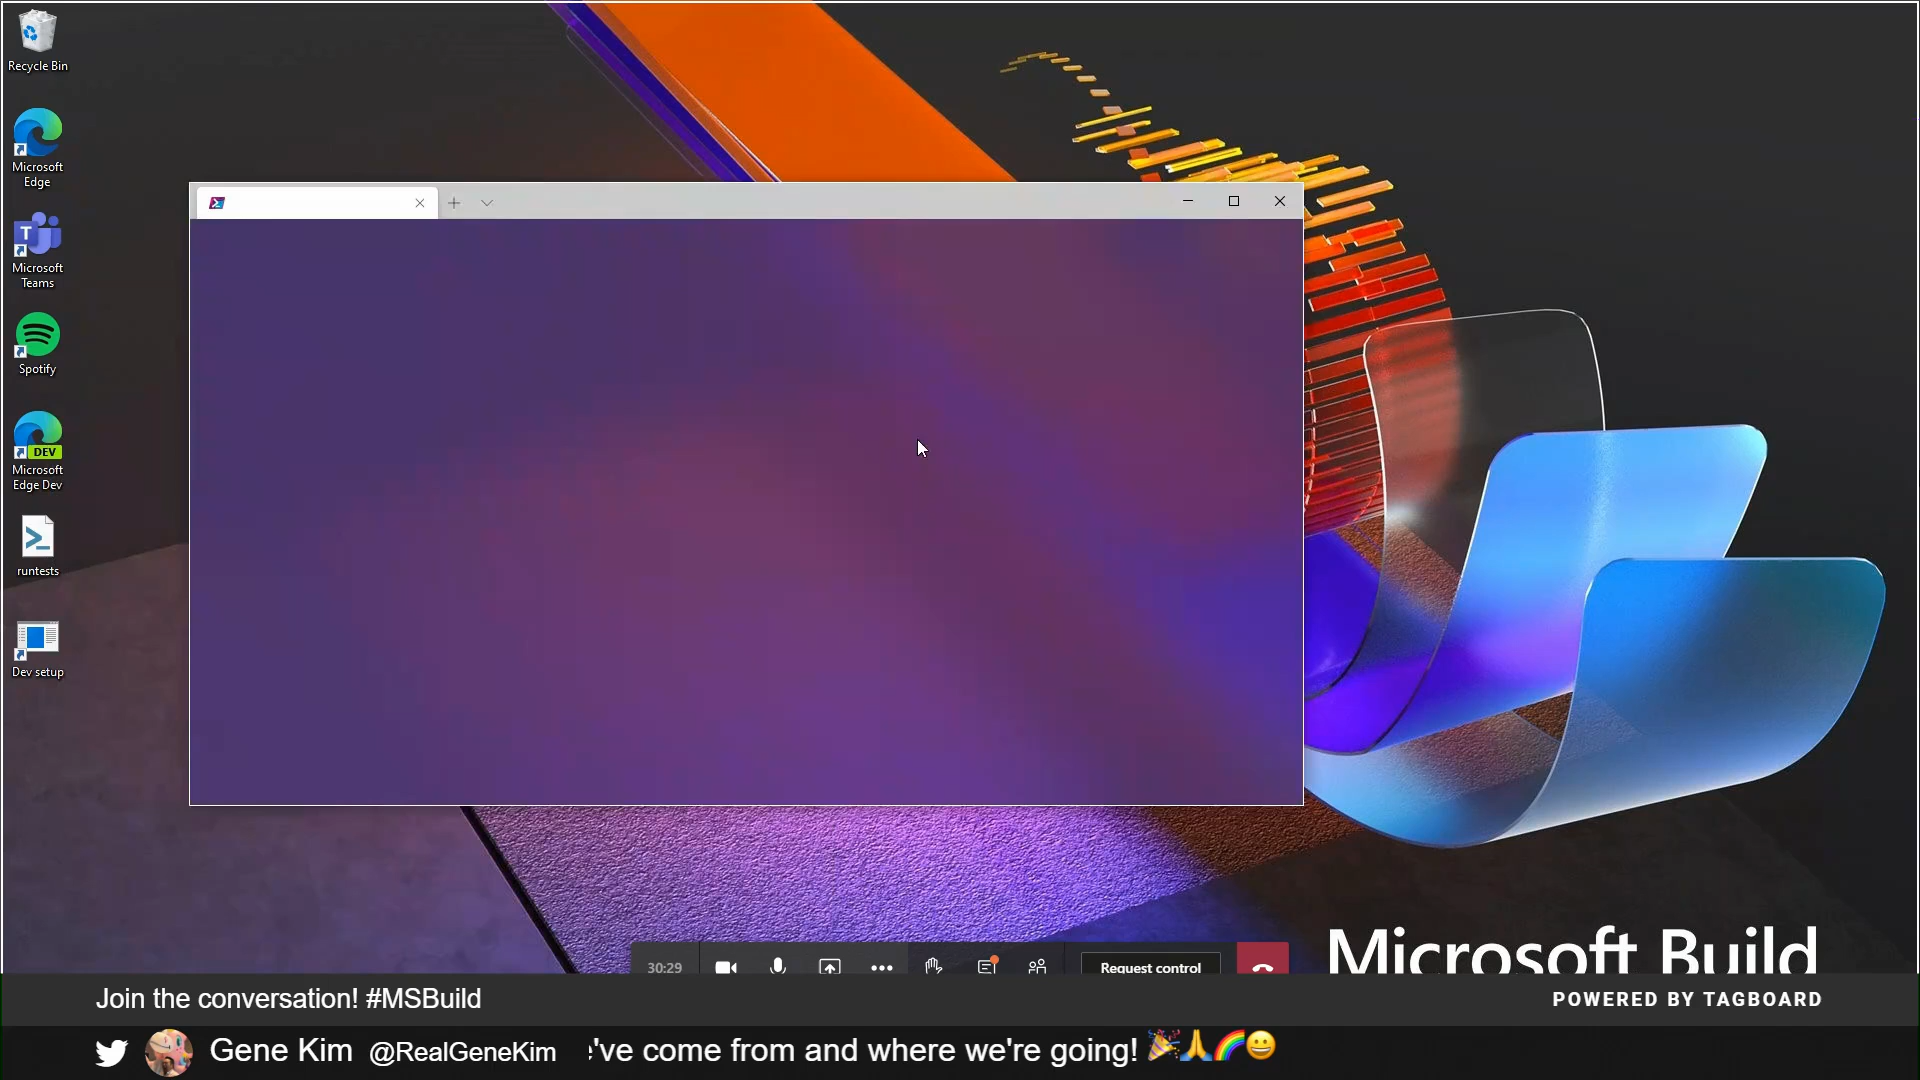 Recycle Bin
Microsoft
Edge
T
Microsoft
Teams
Spotify
DEV
Microsoft
Edge Dev
runtests
Dev setup
30:29
Request control
Microsoft Build
Join the conversation! #MSBuild
POWERED BY TAGBOARD
Gene Kim @RealGeneKim 've come from and where we're going! 🎉🙏🌈😀